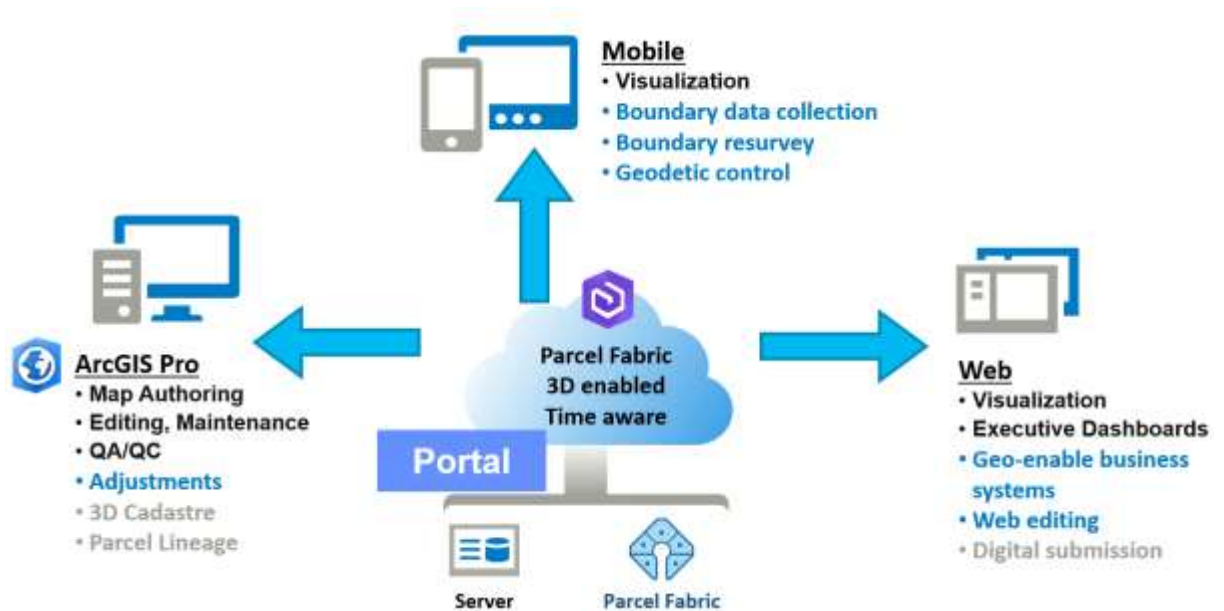 Mobile
• Visualization
• Boundary data collection
• Boundary resurvey
• Geodetic control
ArcGIS Pro
• Map Authoring
• Editing, Maintenance
• QA/QC
• Adjustments
• 3D Cadastre
• Parcel Lineage
Parcel Fabric
3D enabled
Time aware
Portal
Server
Parcel Fabric
Web
• Visualization
• Executive Dashboards
• Geo-enable business
systems
• Web editing
• Digital submission